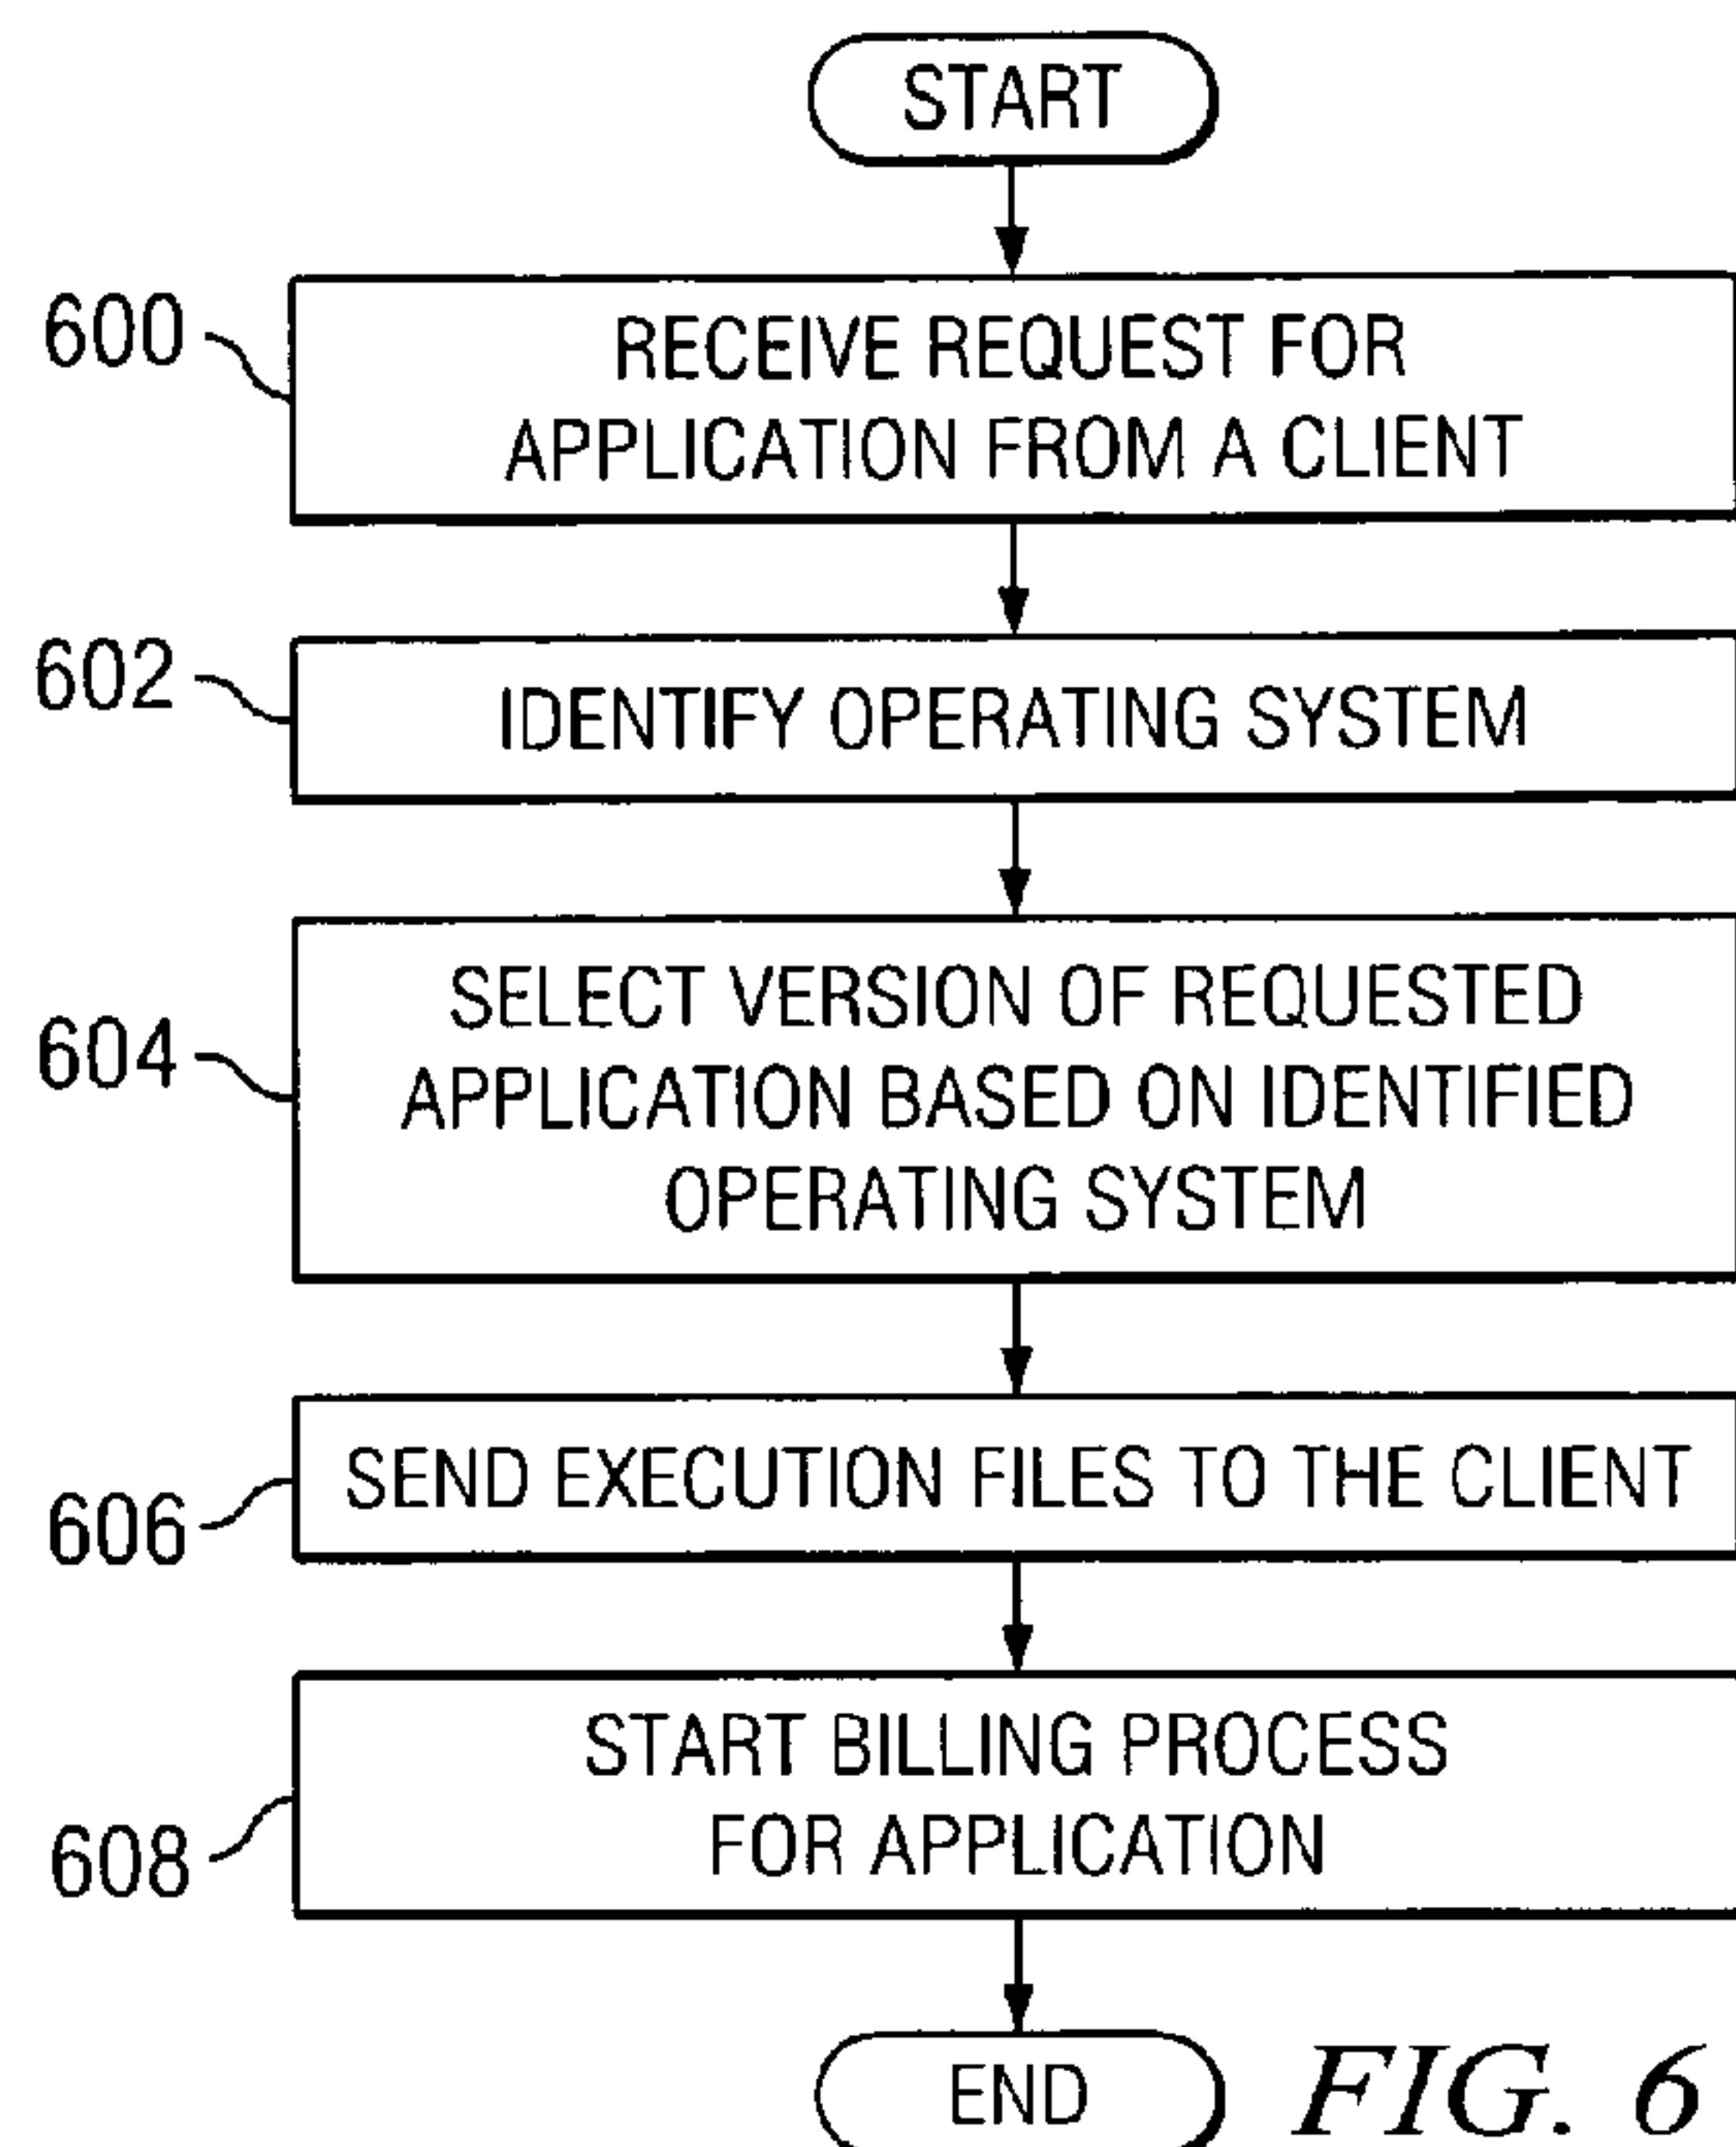 START
600
RECEIVE REQUEST FOR
APPLICATION FROM A CLIENT
602
IDENTIFY OPERATING SYSTEM
604
SELECT VERSION OF REQUESTED
APPLICATION BASED ON IDENTIFIED
OPERATING SYSTEM
606
SEND EXECUTION FILES TO THE CLIENT
608
START BILLING PROCESS
FOR APPLICATION
END
FIG. 6